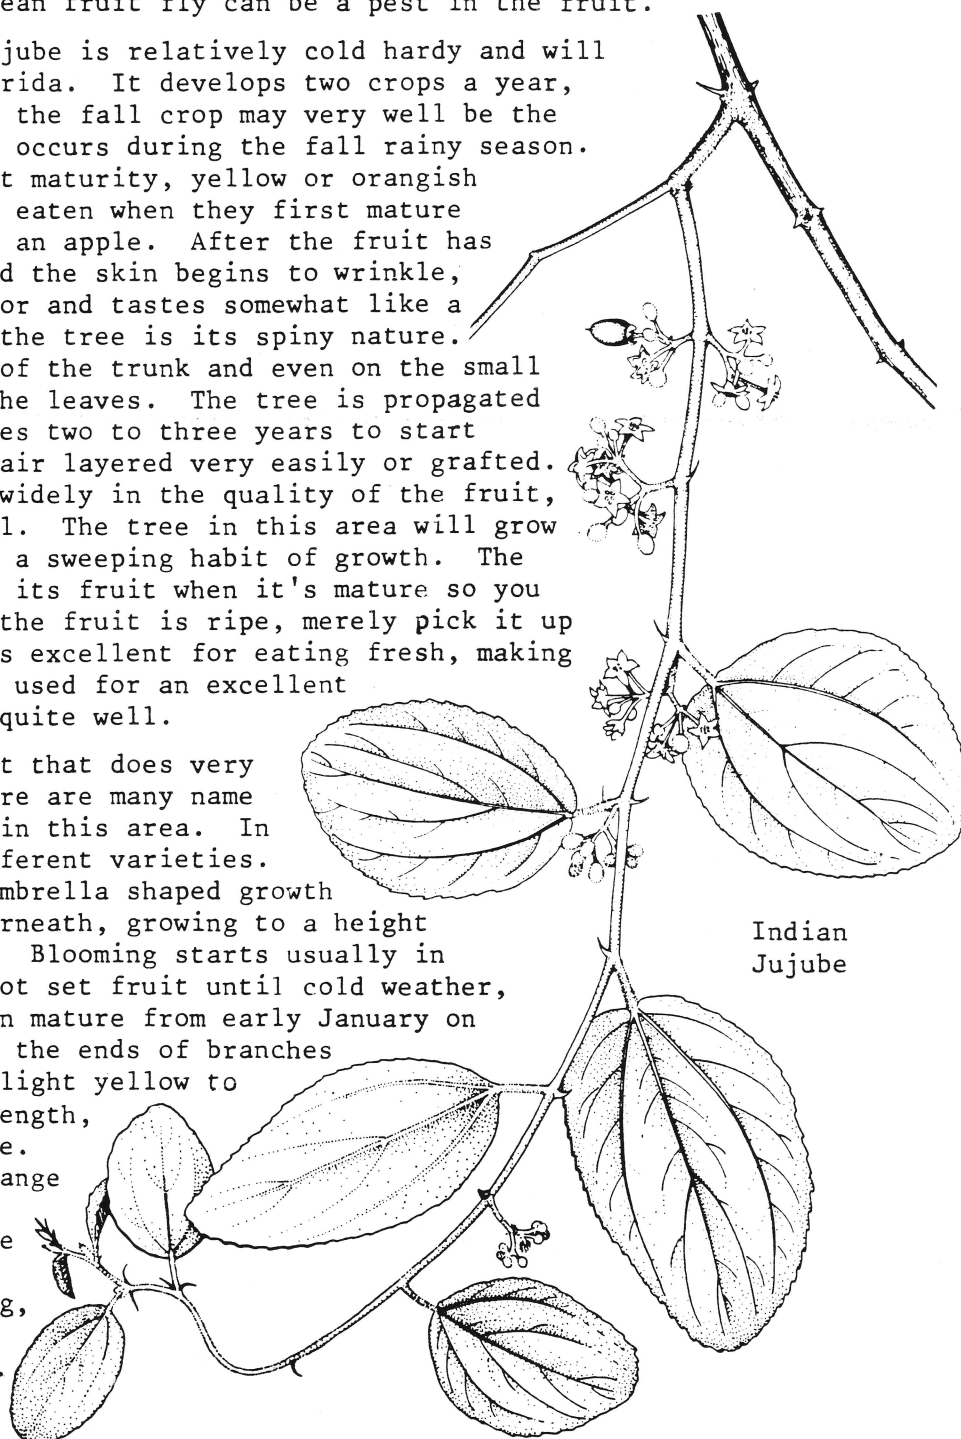 ean fruit fly can be a pest in the fruit.
jube is relatively cold hardy and will
rida. It develops two crops a year,
the fall crop may very well be the
occurs during the fall rainy season.
t maturity, yellow or orangish
eaten when they first mature
an apple. After the fruit has
d the skin begins to wrinkle,
or and tastes somewhat like a
the tree is its spiny nature.
of the trunk and even on the small
he leaves. The tree is propagated
es two to three years to start
air layered very easily or grafted.
widely in the quality of the fruit,
l. The tree in this area will grow
a sweeping habit of growth. The
its fruit when it's mature so you
the fruit is ripe, merely pick it up
s excellent for eating fresh, making
used for an excellent
quite well.
t that does very
re are many name
in this area. In
ferent varieties.
mbrella shaped growth
rneath, growing to a height
Indian
Jujube
Blooming starts usually in
ot set fruit until cold weather,
n mature from early January on
the ends of branches
light yellow to
ength,
e.
ange
e
g,
.